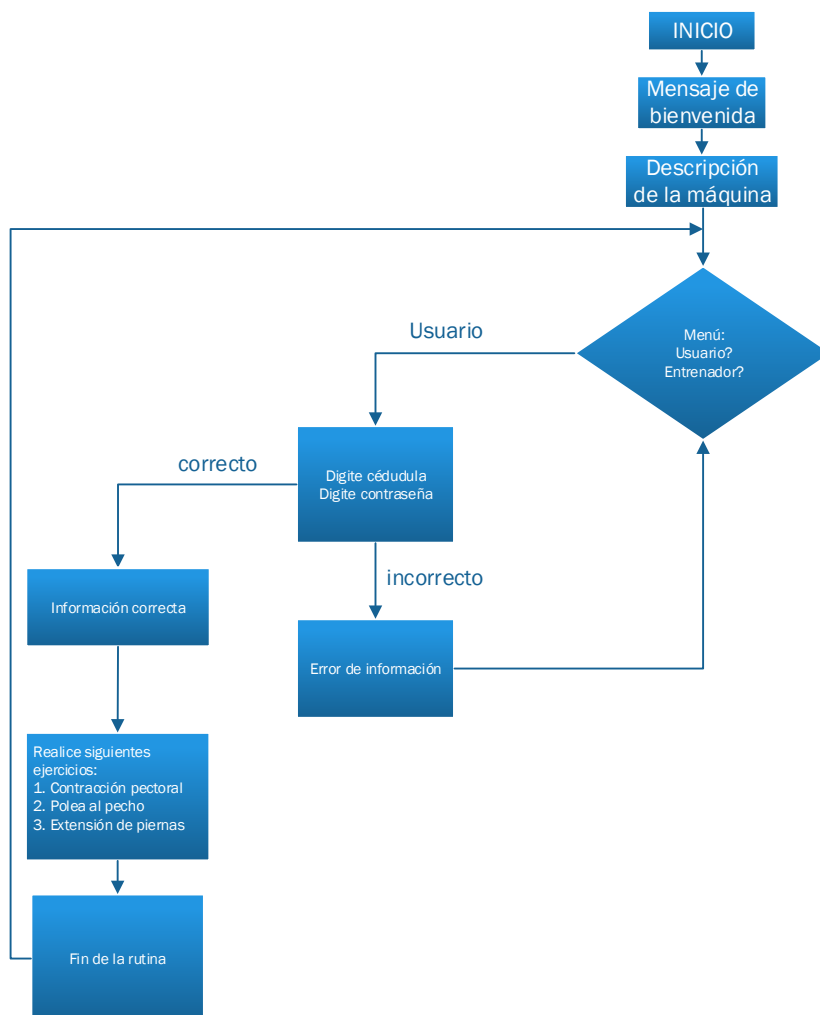 INICIO
Mensaje de
bienvenida
Descripción
de la máquina
Menú:
Usuario?
Entrenador?
Usuario
Digite cédudula
Digite contraseña
correcto
incorrecto
Información correcta
Error de información
Realice siguientes
ejercicios:
1. Contracción pectoral
2. Polea al pecho
3. Extensión de piernas
Fin de la rutina